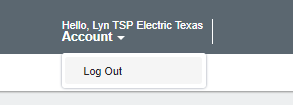 Hello, Lyn TSP Electric Texas
Account
Log Out